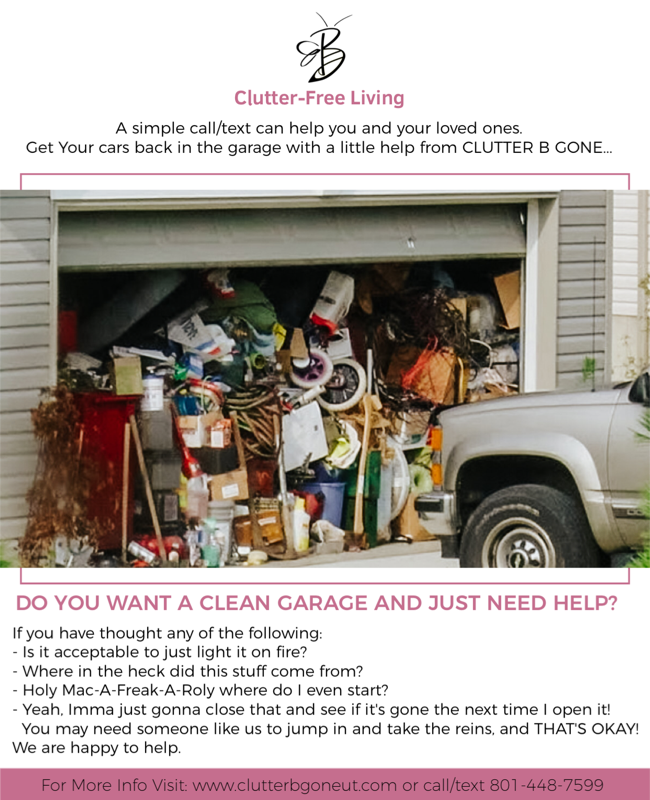 B
Clutter-Free Living
A simple call/text can help you and your loved ones.
Get Your cars back in the garage with a little help from CLUTTER B GONE...
DO YOU WANT A CLEAN GARAGE AND JUST NEED HELP?
If you have thought any of the following:
- Is it acceptable to just light it on fire?
- Where in the heck did this stuff come from?
- Holy Mac-A-Freak-A-Roly where do I even start?
- Yeah, Imma just gonna close that and see if it's gone the next time I open it!
You may need someone like us to jump in and take the reins, and THAT'S OKAY!
We are happy to help.
For More Info Visit: www.clutterbgoneut.com or call/text 801-448-7599